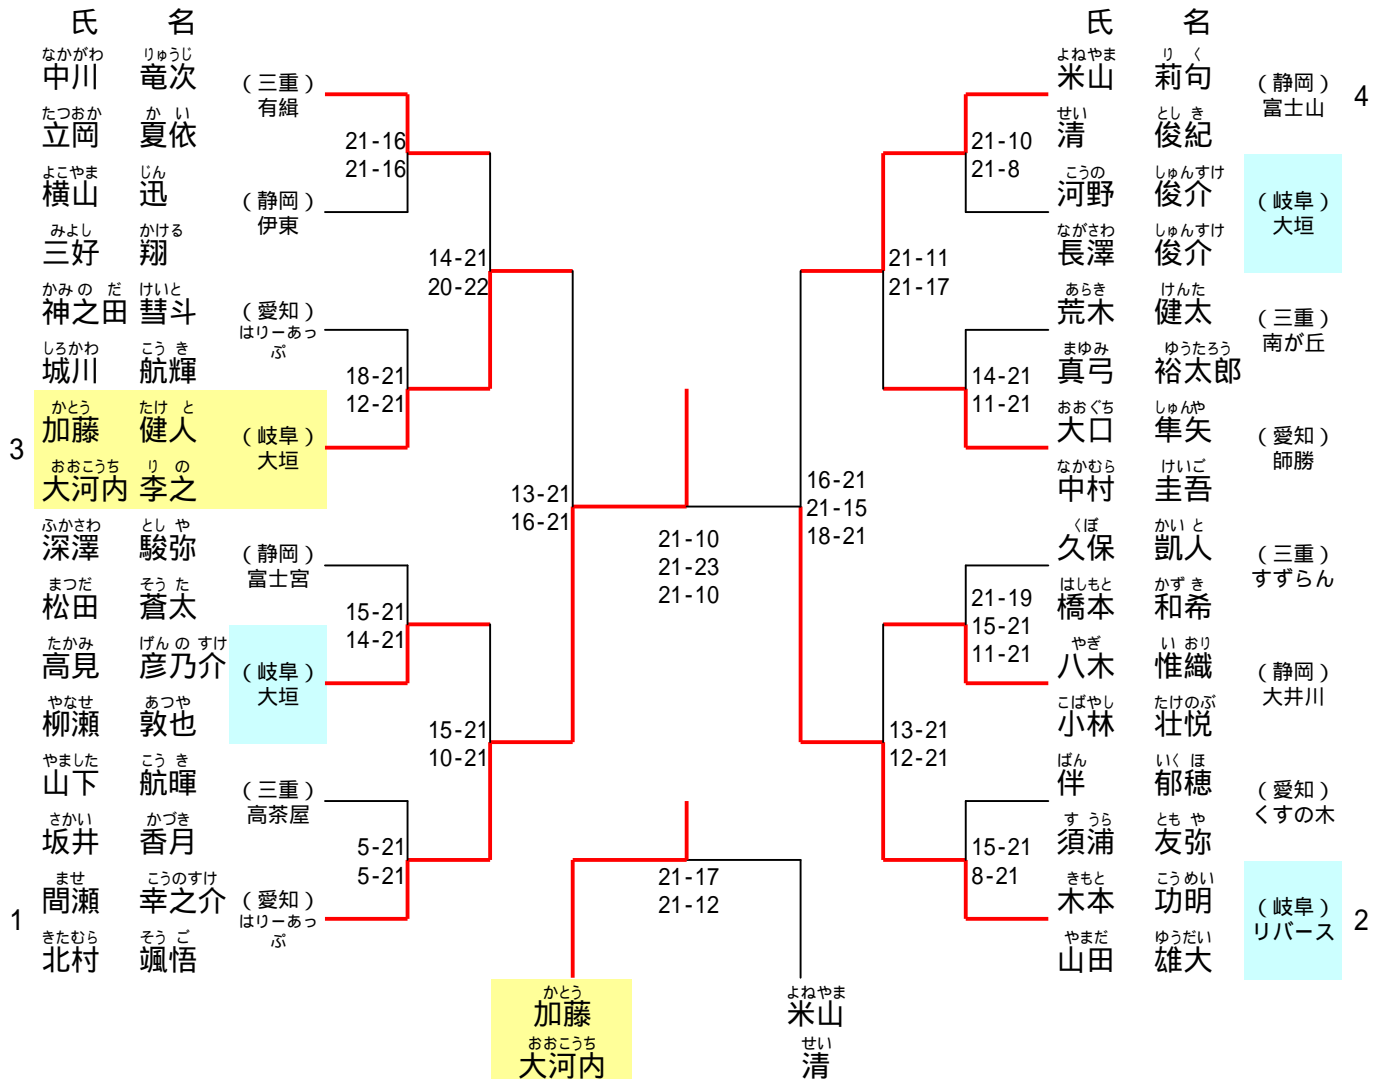 氏 名
なかがわ りゅうじ
中川 竜次
(三重)
有緝
たつおか か い
立岡 夏依
21-16
21-16
よこやま じん
横山 迅
(静岡)
伊東
みよし かける
三好 翔
14-21
20-22
かみ の だ けいと
神之田 彗斗
(愛知)
はりーあっ
ぷ
しろかわ こう き
城川 航輝
18-21
12-21
3
かとう たけ と
加藤 健人
(岐阜)
大垣
おおこうち り の
大河内 李之
13-21
16-21
ふかさわ とし や
深澤 駿弥
(静岡)
富士宮
まつだ そう た
松田 蒼太
15-21
14-21
たかみ げん の すけ
高見 彦乃介
(岐阜)
大垣
やなせ あつや
柳瀬 敦也
15-21
10-21
やました こう き
山下 航暉
(三重)
高茶屋
さかい かづき
坂井 香月
5-21
5-21
1
ませ こうのすけ
間瀬 幸之介
(愛知)
はりーあっ
ぷ
きたむら そう ご
北村 颯悟
21-10
21-23
21-10
21-17
21-12
かとう
加藤
おおこうち
大河内
よねやま
米山
せい
清
氏 名
よねやま り く
米山 莉句
(静岡)
富士山
4
せい とし き
清 俊紀
21-10
21-8
こうの しゅんすけ
河野 俊介
(岐阜)
大垣
ながさわ しゅんすけ
長澤 俊介
21-11
21-17
あらき けんた
荒木 健太
(三重)
南が丘
まゆみ ゆうたろう
真弓 裕太郎
14-21
11-21
おおぐち しゅんや
大口 隼矢
(愛知)
師勝
なかむら けいご
中村 圭吾
16-21
21-15
18-21
くぼ かい と
久保 凱人
(三重)
すずらん
はしもと かず き
橋本 和希
21-19
15-21
11-21
やぎ い おり
八木 惟織
(静岡)
大井川
こばやし たけのぶ
小林 壮悦
13-21
12-21
ばん いく ほ
伴 郁穂
(愛知)
くすの木
す うら とも や
須浦 友弥
15-21
8-21
きもと こうめい
木本 功明
(岐阜)
リバース
2
やまだ ゆうだい
山田 雄大